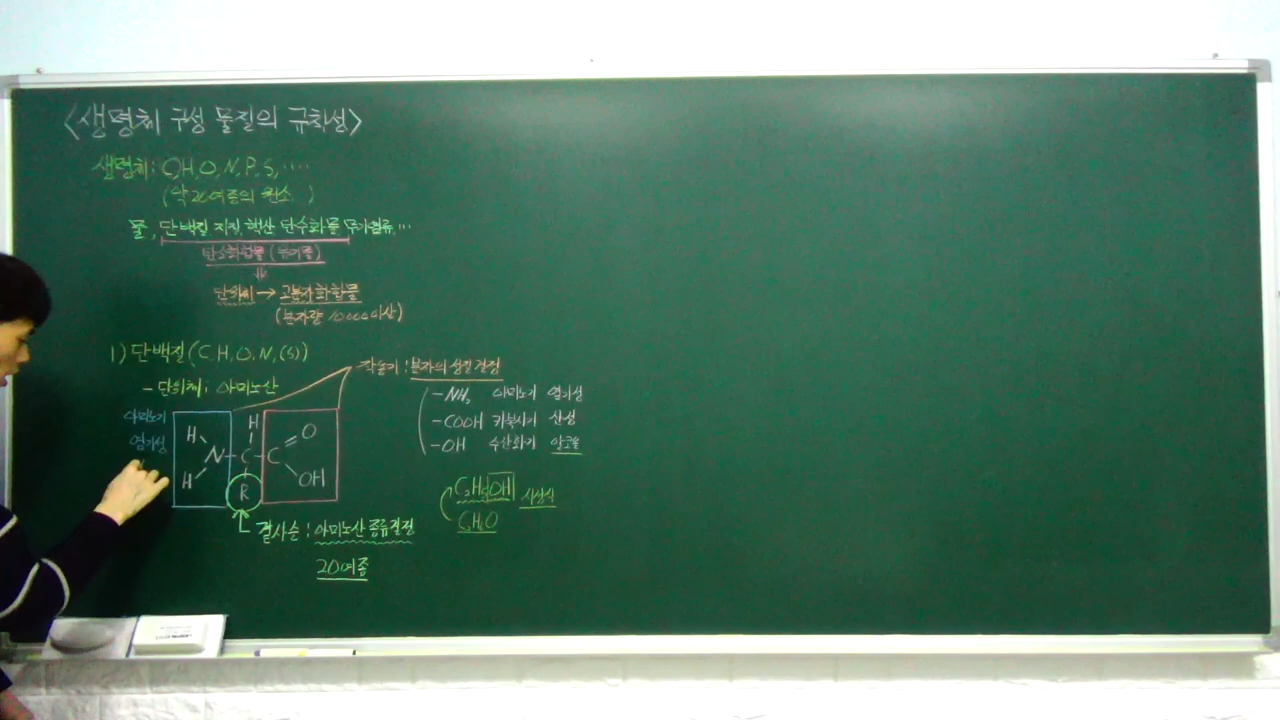 <생명체 구성 물질의 규칙성>
생명체: C, H, O, N, P, S, ····
(약 20여종의 원소 )
물, 단백질 지질, 핵산 탄수화물 무기염류, ···
탄소화합물 (유기물)
⇓
단위체 → 고분자 화합물
(분자량 10,000이상)
1) 단백질 (C, H, O, N, (S))
- 단위체 : 아미노산
작용기 : 분자의 성질 결정
-NH₂ 아미노기 염기성
-COOH 카복시기 산성
-OH 수산화기 알코올
아미노기
염기성
H H O
N - C - C
H R OH
곁사슬 : 아미노산 종류결정
20여종
C₂H₅OH 시성식